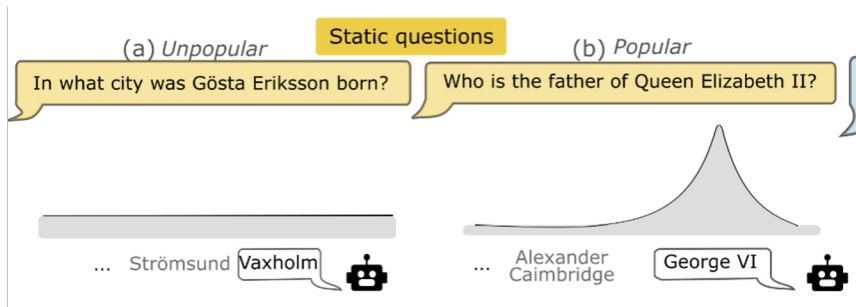 Static questions
(a) Unpopular
In what city was Gösta Eriksson born?
... Strömsund Vaxholm
(b) Popular
Who is the father of Queen Elizabeth II?
... Alexander George VI
Caimbridge